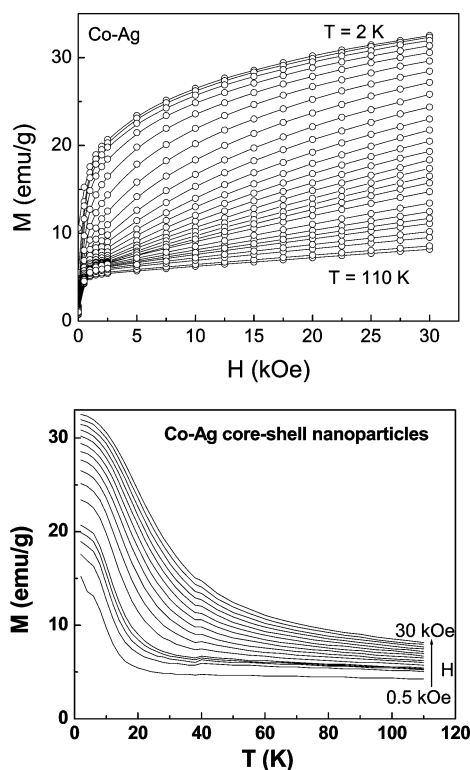 Co-Ag
T = 2 K
30
20
10
0
M (emu/g)
T = 110 K
0 5 10 15 20 25 30
H (kOe)
Co-Ag core-shell nanoparticles
30
20
10
0
M (emu/g)
30 kOe
H
0.5 kOe
0 20 40 60 80 100 120
T (K)